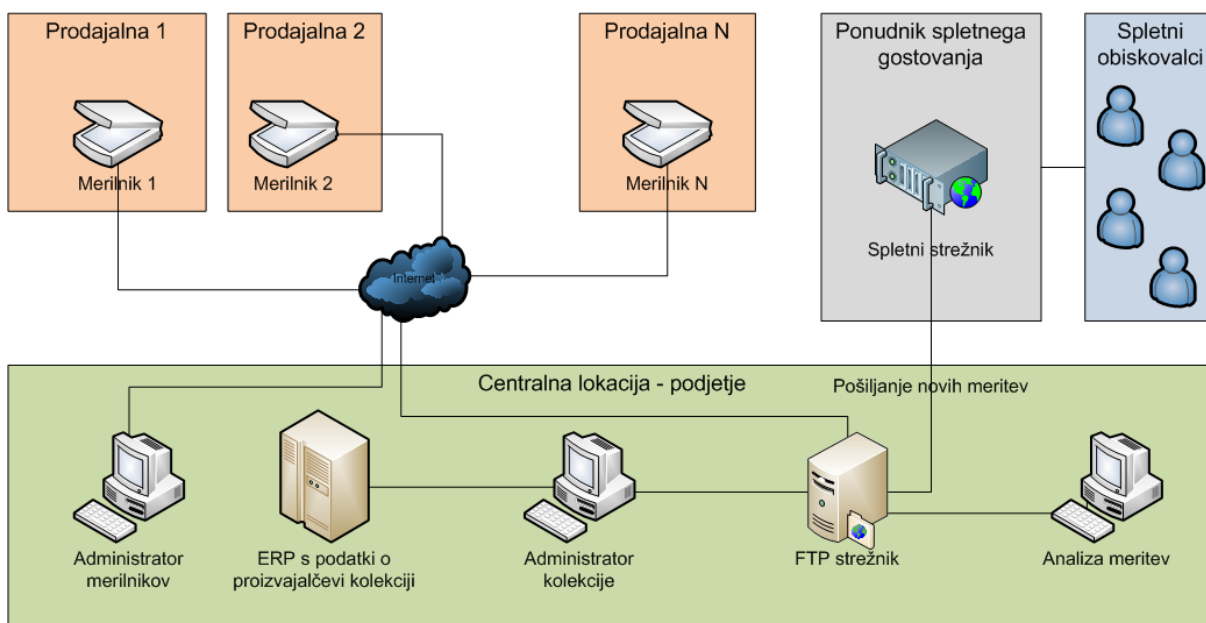 Prodajalna 1
Prodajalna 2
Prodajalna N
Ponudnik spletnega
gostovanja
Spletni
obiskovalci
Merilnik 1
Merilnik 2
Merilnik N
Spletni strežnik
Internet
Centralna lokacija - podjetje
Pošiljanje novih meritev
Administrator
merilnikov
ERP s podatki o
proizvajalčevi kolekciji
Administrator
kolekcije
FTP strežnik
Analiza meritev